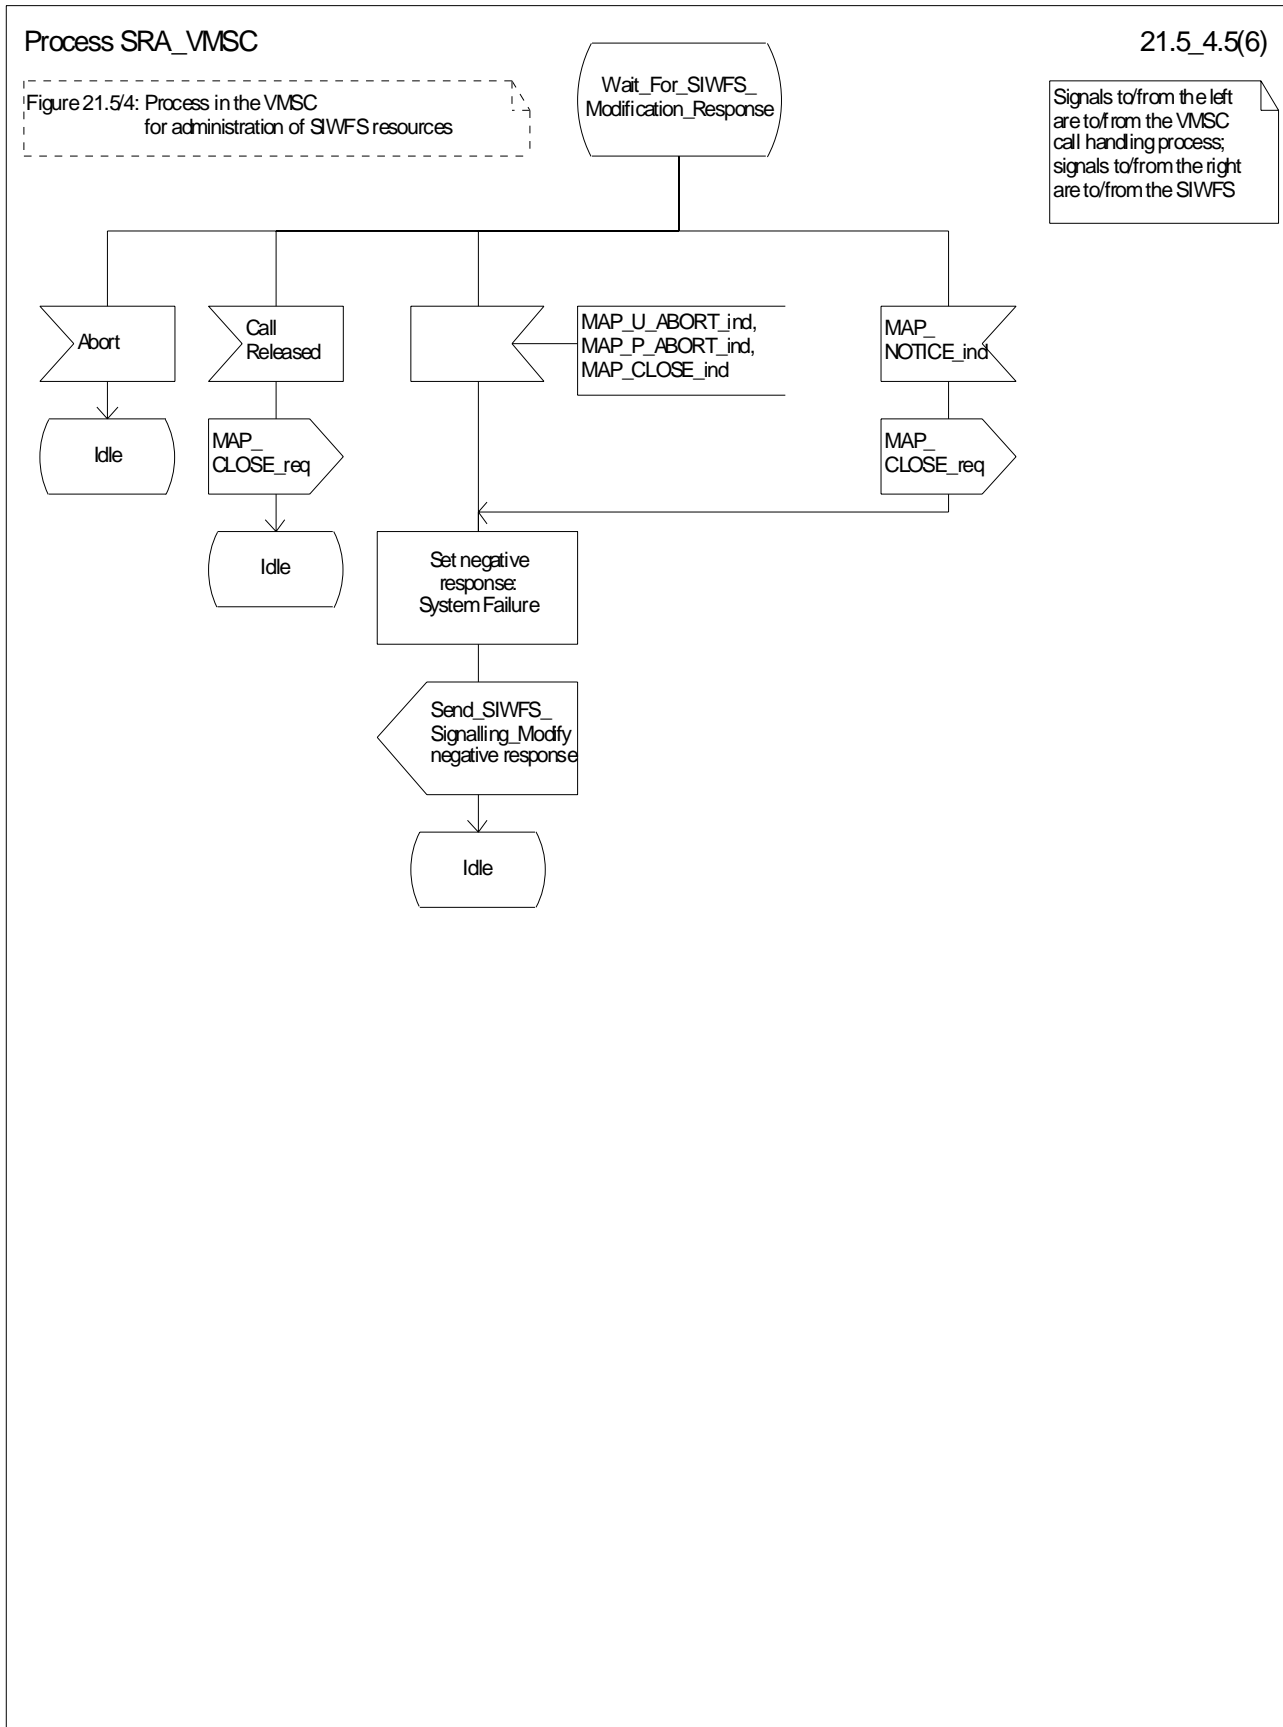 Process SRA_VMSC
21.5_4.5(6)
Figure 21.5/4: Process in the VMSC
for administration of SIWFS resources
Wait_For_SIWFS_
Modification_Response
Signals to/from the left
are to/from the VMSC
call handling process;
signals to/from the right
are to/from the SIWFS
Abort
Call
Released
MAP_U_ABORT_ind,
MAP_P_ABORT_ind,
MAP_CLOSE_ind
MAP_
NOTICE_ind
Idle
MAP_
CLOSE_req
MAP_
CLOSE_req
Idle
Set negative
response:
System Failure
Send_SIWFS_
Signalling_Modify
negative response
Idle